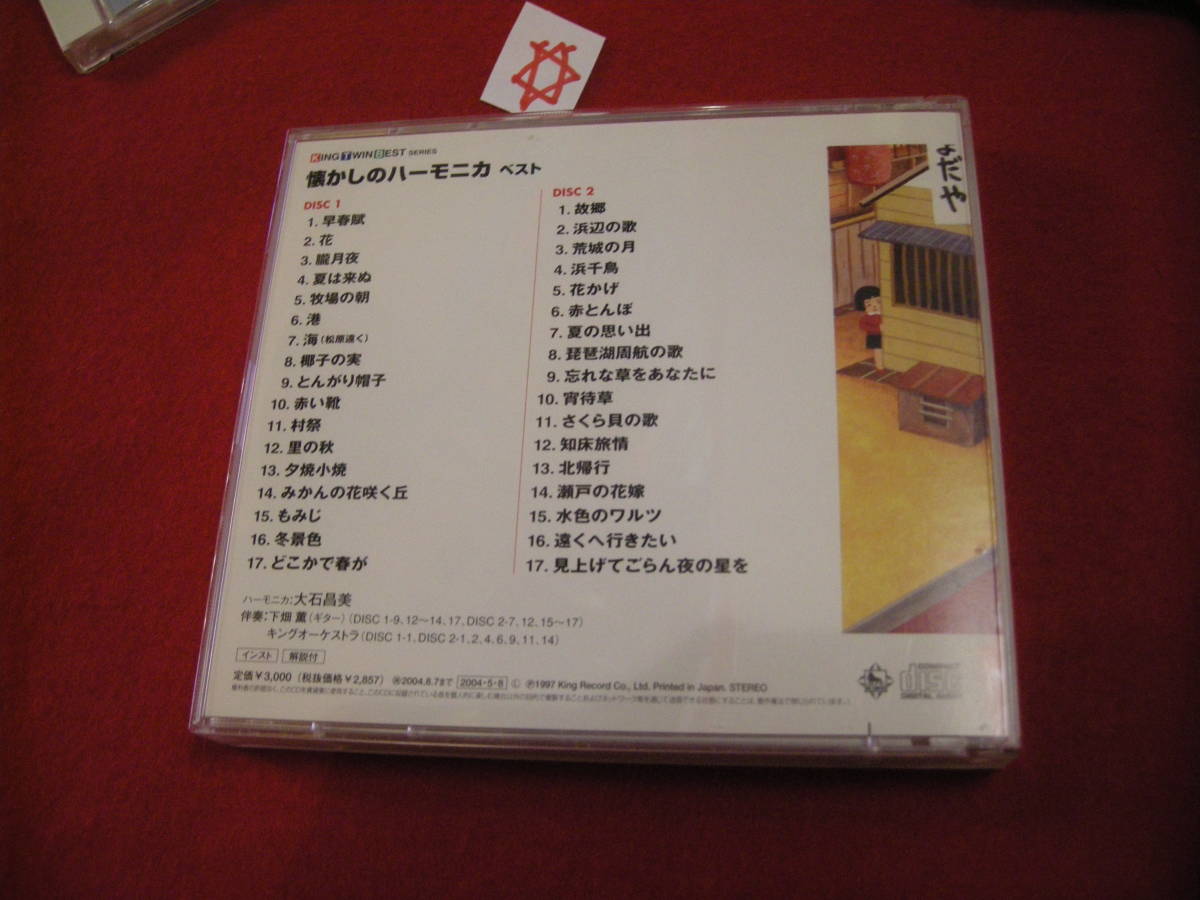 KING TWIN BEST SERIES
懐かしのハーモニカ ベスト
DISC 1
1. 早春賦
2. 花
3. 朧月夜
4. 夏は来ぬ
5. 牧場の朝
6. 港
7. 海(松原遠く)
8. 椰子の実
9. とんがり帽子
10. 赤い靴
11. 村祭
12. 里の秋
13. 夕焼小焼
14. みかんの花咲く丘
15. もみじ
16. 冬景色
17. どこかで春が
DISC 2
1. 故郷
2. 浜辺の歌
3. 荒城の月
4. 浜千鳥
5. 花かげ
6. 赤とんぼ
7. 夏の思い出
8. 琵琶湖周航の歌
9. 忘れな草をあなたに
10. 宵待草
11. さくら貝の歌
12. 知床旅情
13. 北帰行
14. 瀬戸の花嫁
15. 水色のワルツ
16. 遠くへ行きたい
17. 見上げてごらん夜の星を
ハーモニカ:大石昌美
伴奏:下畑 薫(ギター)(DISC 1-9、12〜14、17、DISC 2-7、12、15〜17)
キングオーケストラ(DISC 1-1、DISC 2-1、2、4、6、9、11、14)
インスト 解説付
定価¥3,000 (税抜価格¥2,857) 2004.8.7まで 2004・5・8 Ⓛ Ⓟ1997 King Record Co., Ltd. Printed in Japan. STEREO
だや
COMPACT
disc
DIGITAL AUDIO